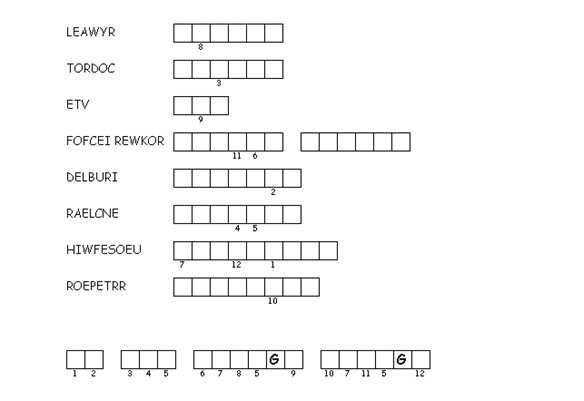 LEAWYR
8
TORDOC
3
ETV
9
FOFCEI REWKOR
11 6
DELBURI
2
RAELCNE
4 5
HIWFESOEU
7 12 1
ROEPETRR
10
G G
1 2 3 4 5 6 7 8 5 9 10 7 11 5 12